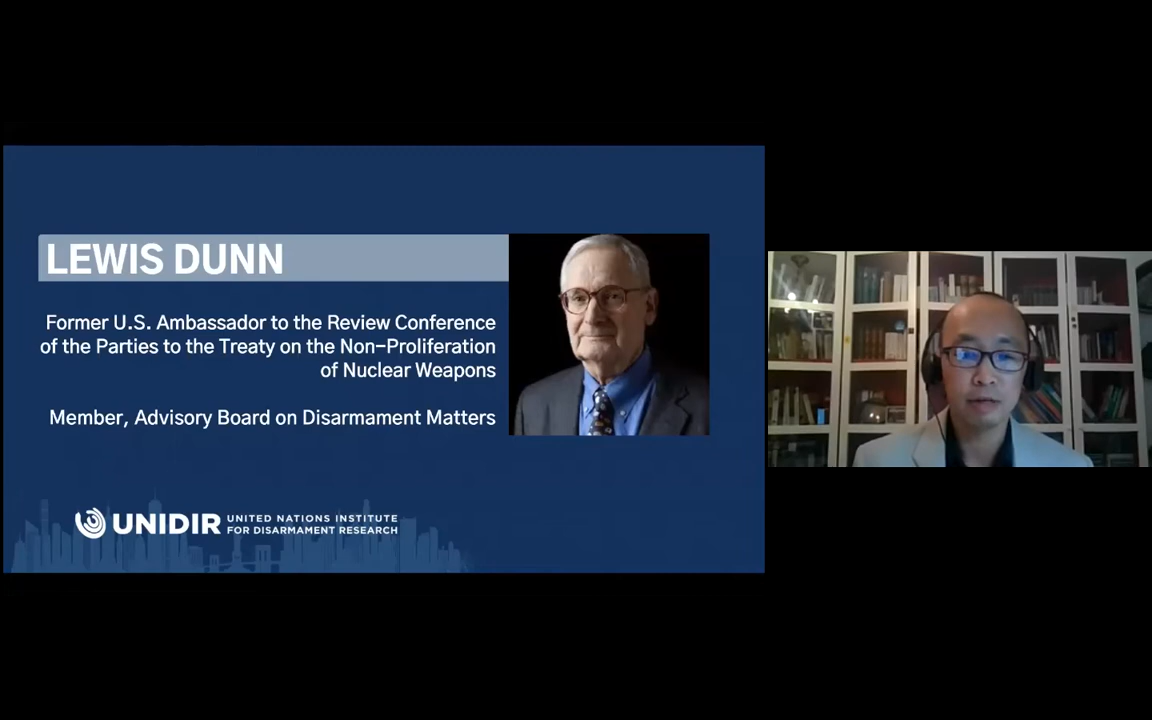 LEWIS DUNN
Former U.S. Ambassador to the Review Conference
of the Parties to the Treaty on the Non-Proliferation
of Nuclear Weapons
Member, Advisory Board on Disarmament Matters
UNIDIR
UNITED NATIONS INSTITUTE
FOR DISARMAMENT RESEARCH